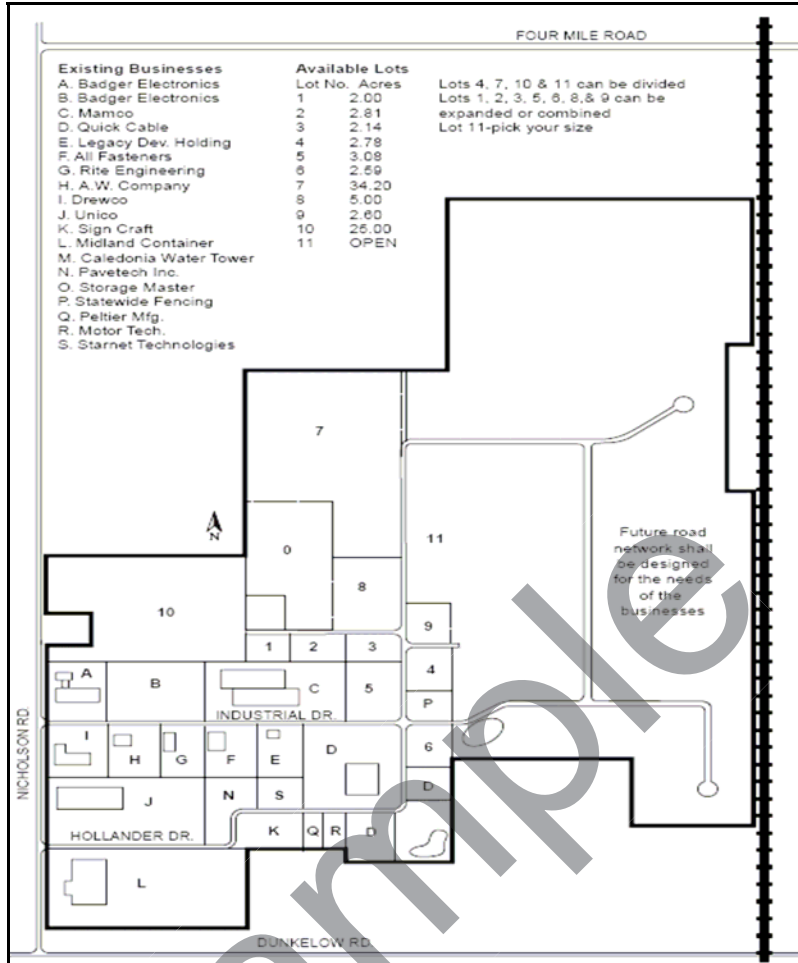 FOUR MILE ROAD
Existing Businesses
A. Badger Electronics
B. Badger Electronics
C. Mamco
D. Quick Cable
E. Legacy Dev. Holding
F. All Fasteners
G. Rite Engineering
H. A.W. Company
I. Drewco
J. Unico
K. Sign Craft
L. Midland Container
M. Caledonia Water Tower
N. Pavetech Inc.
O. Storage Master
P. Statewide Fencing
Q. Peltier Mfg.
R. Motor Tech.
S. Starnet Technologies
Available Lots
Lot No. Acres
1 2.00
2 2.81
3 2.14
4 2.78
5 3.08
6 2.59
7 34.20
8 5.00
9 2.60
10 25.00
11 OPEN
Lots 4, 7, 10 & 11 can be divided
Lots 1, 2, 3, 5, 6, 8,& 9 can be
expanded or combined
Lot 11-pick your size
7
N
0
11
Future road
network shall
be designed
for the needs
of the
businesses
8
10
9
1 2 3
A B C 5 4
P
INDUSTRIAL DR.
NICHOLSON RD.
I H G F E D 6
J N S D
HOLLANDER DR.
K Q R D
L
DUNKELOW RD.
sample